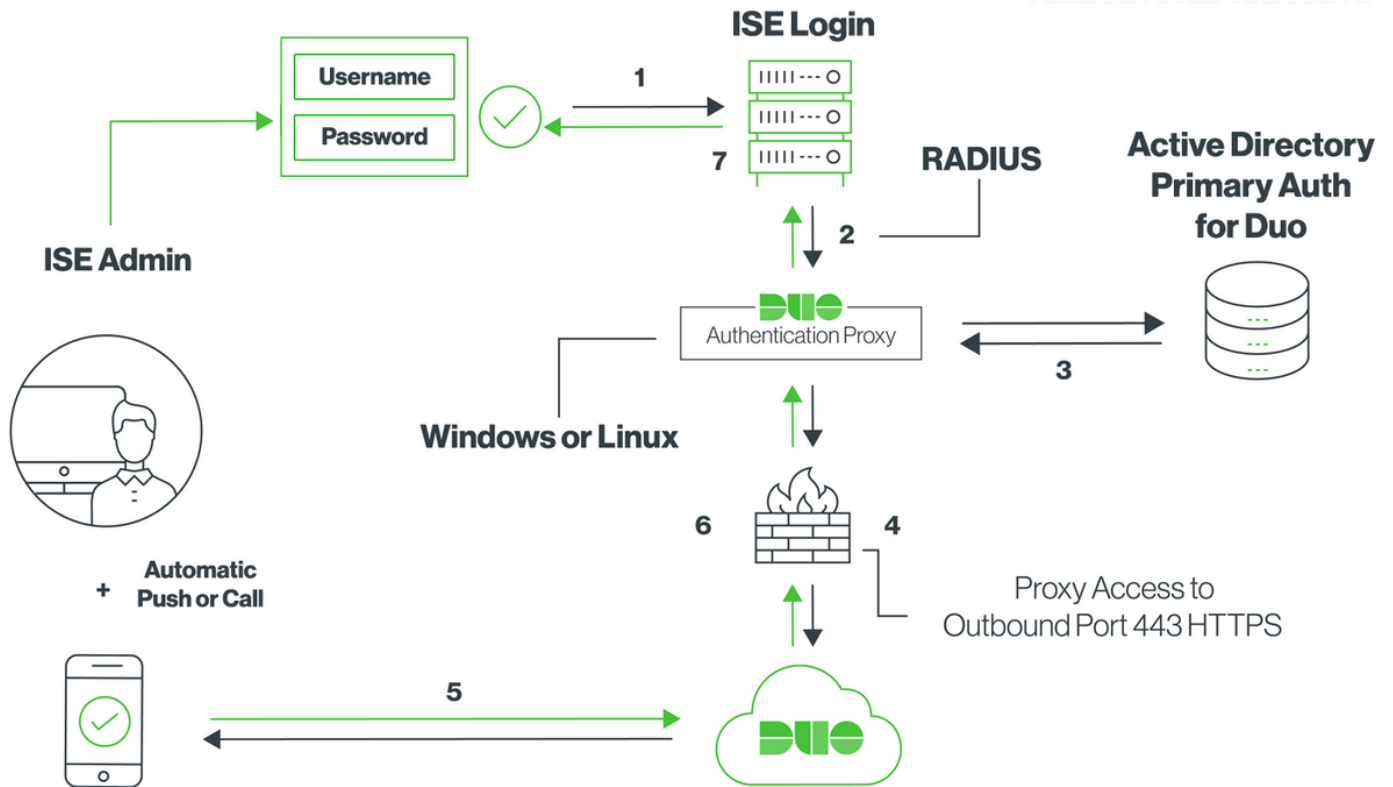 ISE Login
Username
Password
1
7
RADIUS
2
Active Directory
Primary Auth
for Duo
ISE Admin
DUO
Authentication Proxy
3
Windows or Linux
6
4
Automatic
+ Push or Call
Proxy Access to
Outbound Port 443 HTTPS
5
DUO